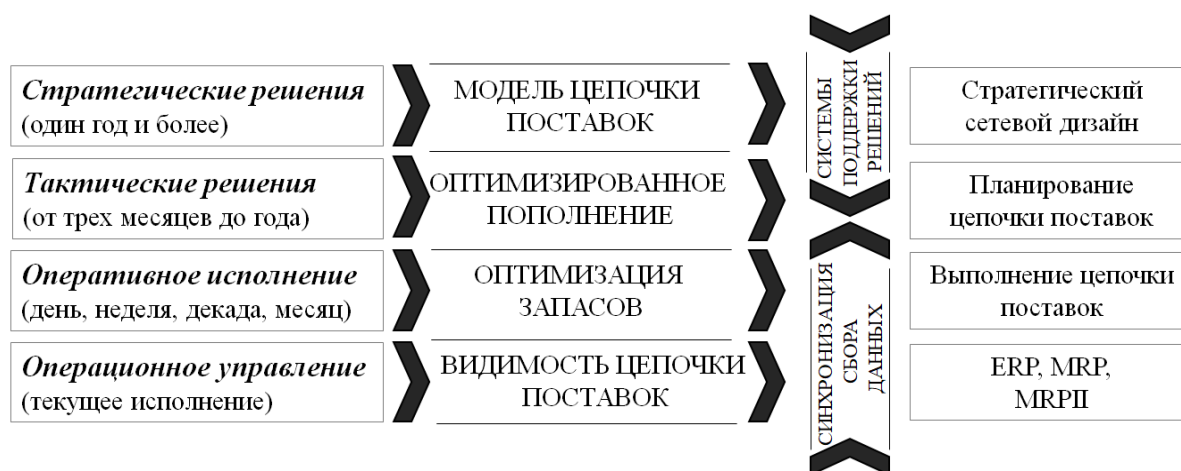 Стратегические решения
(один год и более)
МОДЕЛЬ ЦЕПОЧКИ
ПОСТАВОК
СИСТЕМЫ
ПОДДЕРЖКИ
РЕШЕНИЙ
Стратегический
сетевой дизайн
Тактические решения
(от трех месяцев до года)
ОПТИМИЗИРОВАННОЕ
ПОПОЛНЕНИЕ
Планирование
цепочки поставок
Оперативное исполнение
(день, неделя, декада, месяц)
ОПТИМИЗАЦИЯ
ЗАПАСОВ
СИНХРОНИЗАЦИЯ
СБОРА
ДАННЫХ
Выполнение цепочки
поставок
Операционное управление
(текущее исполнение)
ВИДИМОСТЬ ЦЕПОЧКИ
ПОСТАВОК
ERP, MRP,
MRPII